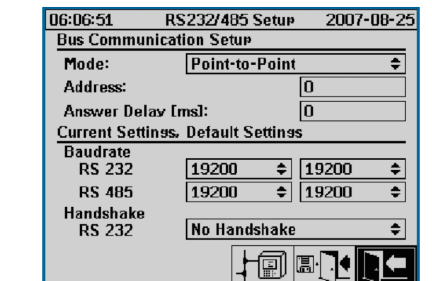 06:06:51 RS232/485 Setup 2007-08-25
Bus Communication Setup
Mode: Point-to-Point
Address: 0
Answer Delay [ms]: 0
Current Settings, Default Settings
Baudrate
RS 232 19200 19200
RS 485 19200 19200
Handshake
RS 232 No Handshake